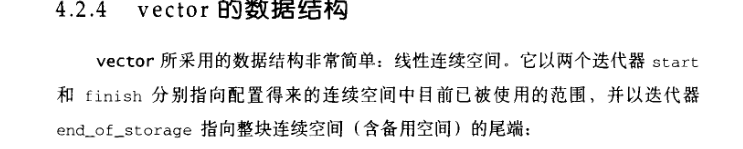 4.2.4 vector 的数据结构
vector 所采用的数据结构非常简单：线性连续空间。它以两个迭代器 start
和 finish 分别指向配置得来的连续空间中目前已被使用的范围，并以迭代器
end_of_storage 指向整块连续空间（含备用空间）的尾端：